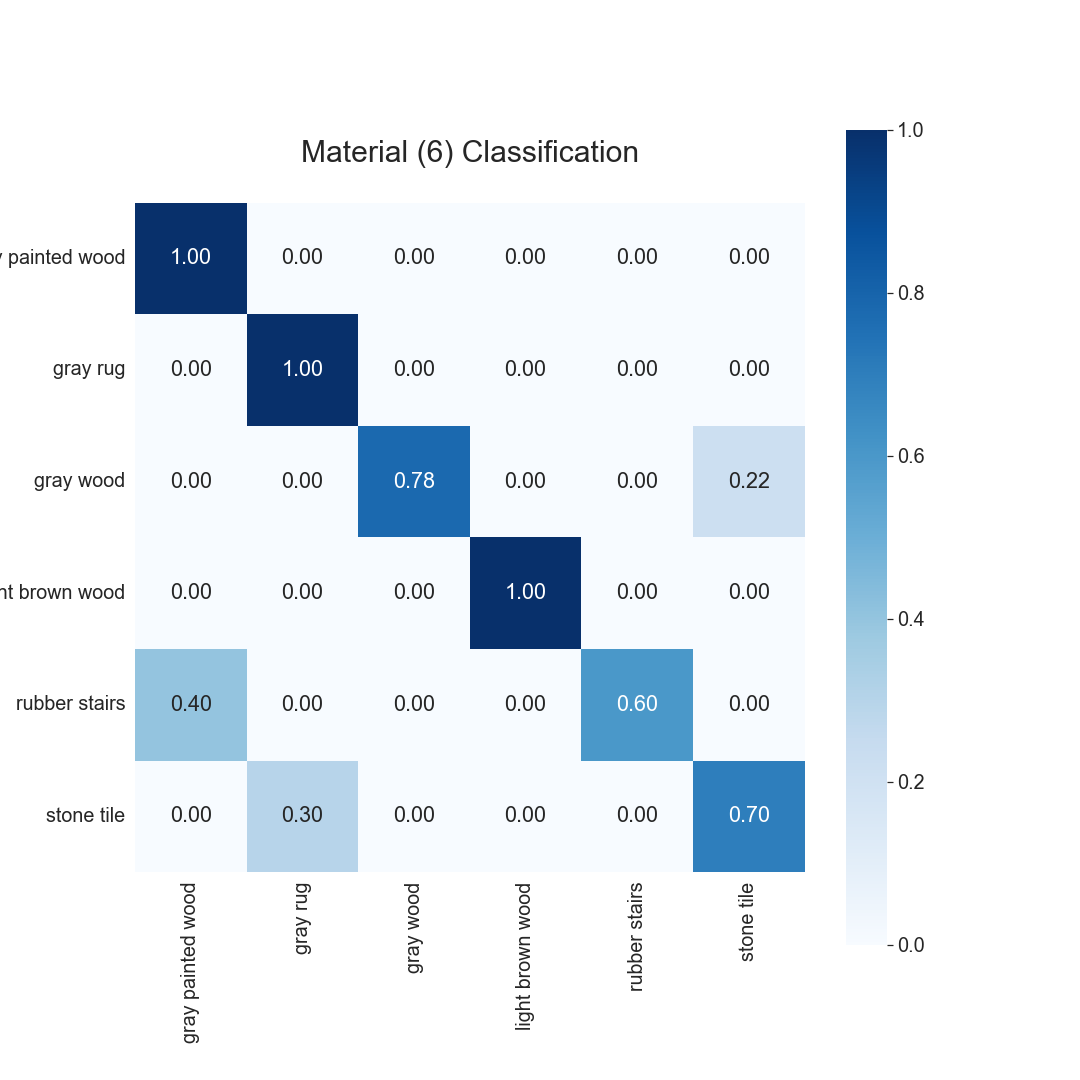 Material (6) Classification
1.0
painted wood 1.00 0.00 0.00 0.00 0.00 0.00
0.8
gray rug 0.00 1.00 0.00 0.00 0.00 0.00
gray wood 0.00 0.00 0.78 0.00 0.00 0.22
0.6
brown wood 0.00 0.00 0.00 1.00 0.00 0.00
0.4
rubber stairs 0.40 0.00 0.00 0.00 0.60 0.00
0.2
stone tile 0.00 0.30 0.00 0.00 0.00 0.70
0.0
gray painted wood
gray rug
gray wood
light brown wood
rubber stairs
stone tile